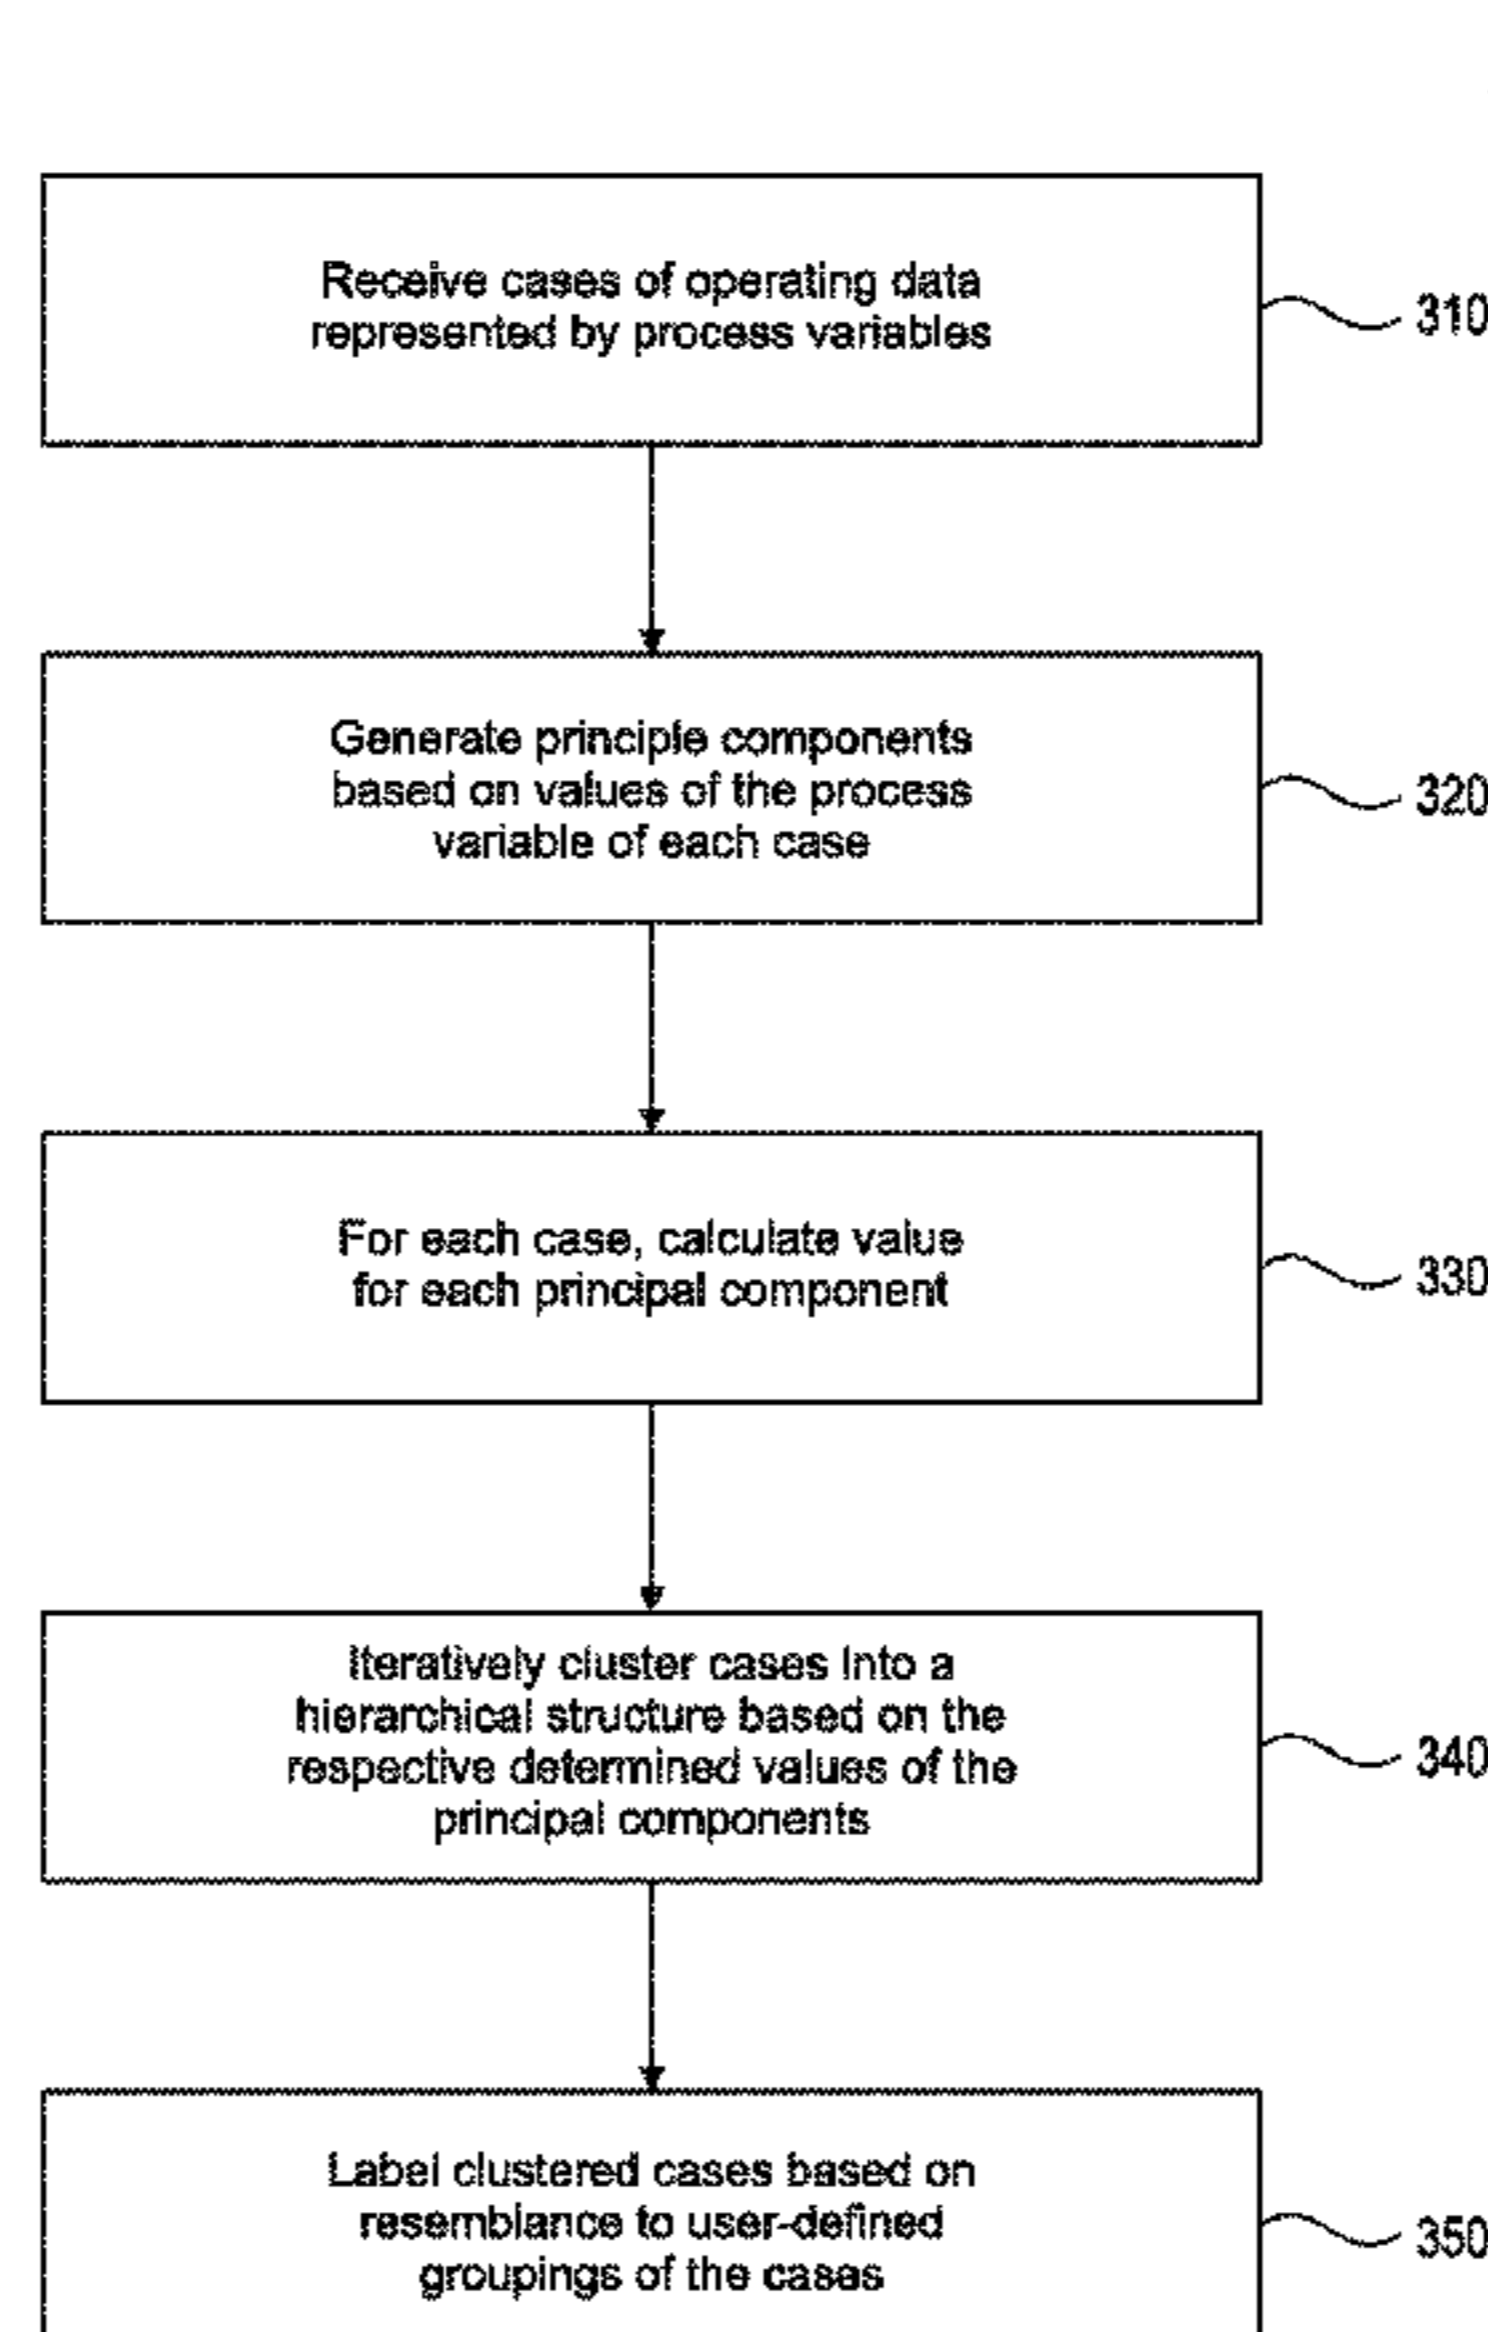 Receive cases of operating data
represented by process variables
310
Generate principle components
based on values of the process
variable of each case
320
For each case, calculate value
for each principal component
330
Iteratively cluster cases into a
hierarchical structure based on the
respective determined values of the
principal components
340
Label clustered cases based on
resemblance to user-defined
groupings of the cases
350